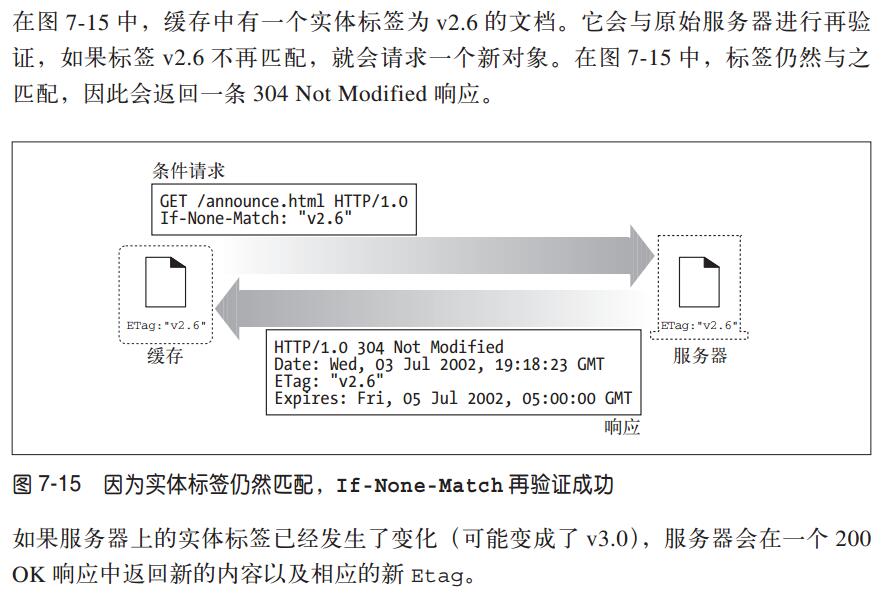 在图 7-15 中，缓存中有一个实体标签为 v2.6 的文档。它会与原始服务器进行再验
证，如果标签 v2.6 不再匹配，就会请求一个新对象。在图 7-15 中，标签仍然与之
匹配，因此会返回一条 304 Not Modified 响应。
条件请求
GET /announce.html HTTP/1.0
If-None-Match: "v2.6"
ETag:"v2.6"
缓存
ETag:"v2.6"
服务器
HTTP/1.0 304 Not Modified
Date: Wed, 03 Jul 2002, 19:18:23 GMT
ETag: "v2.6"
Expires: Fri, 05 Jul 2002, 05:00:00 GMT
响应
图 7-15 因为实体标签仍然匹配，If-None-Match 再验证成功
如果服务器上的实体标签已经发生了变化（可能变成了 v3.0），服务器会在一个 200
OK 响应中返回新的内容以及相应的新 Etag。